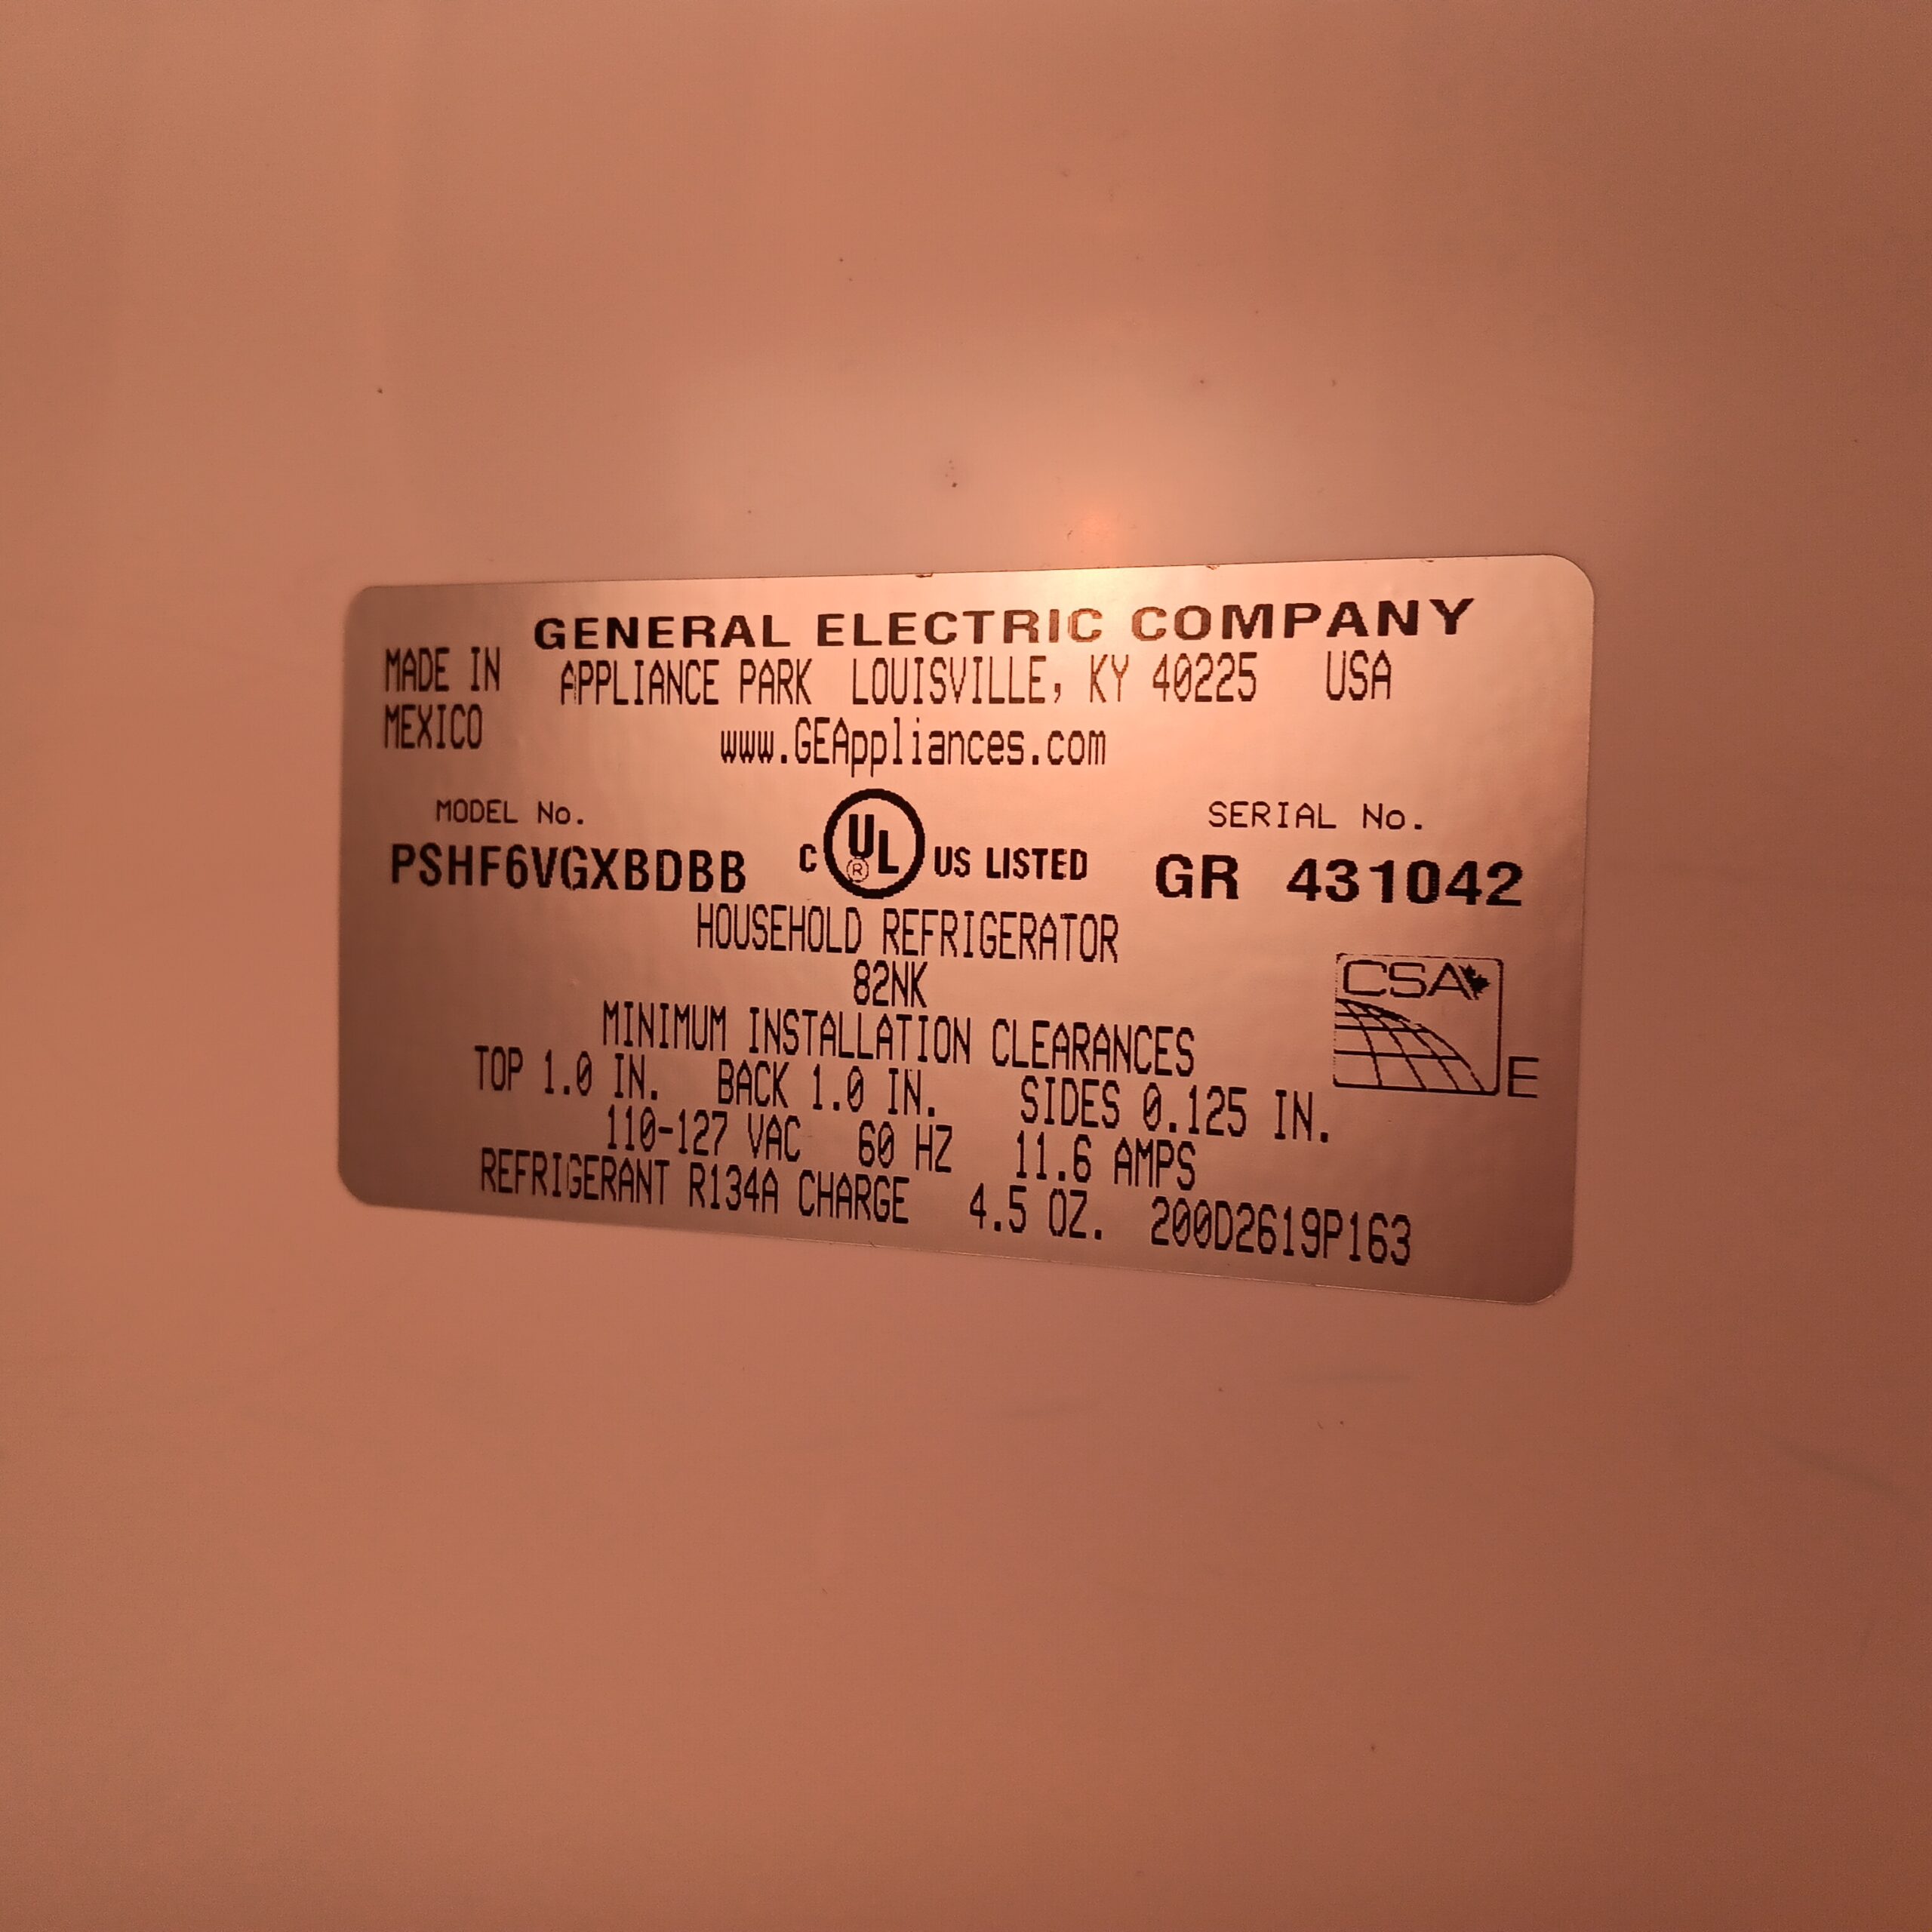 GENERAL ELECTRIC COMPANY
MADE IN MEXICO
APPLIANCE PARK LOUISVILLE, KY 40225 USA
www.GEAppliances.com
MODEL No.
PSHF6VGXBDBB
C UL ® US LISTED
SERIAL No.
GR 431042
HOUSEHOLD REFRIGERATOR
82NK
CSA E
MINIMUM INSTALLATION CLEARANCES
TOP 1.0 IN. BACK 1.0 IN. SIDES 0.125 IN.
110-127 VAC 60 HZ 11.6 AMPS
REFRIGERANT R134A CHARGE 4.5 OZ. 200D2619P163